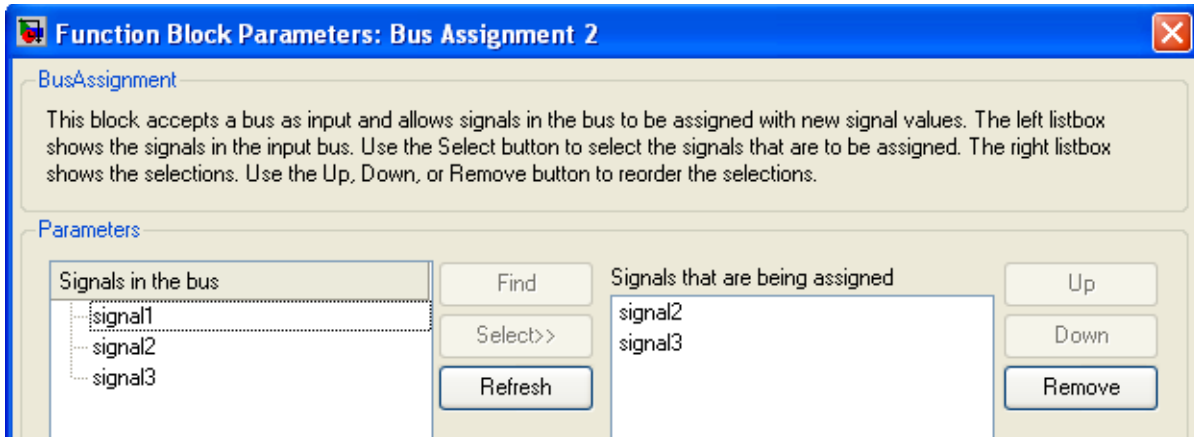 Function Block Parameters: Bus Assignment 2
BusAssignment
This block accepts a bus as input and allows signals in the bus to be assigned with new signal values. The left listbox
shows the signals in the input bus. Use the Select button to select the signals that are to be assigned. The right listbox
shows the selections. Use the Up, Down, or Remove button to reorder the selections.
Parameters
Signals in the bus
signal1
signal2
signal3
Find
Select>>
Refresh
Signals that are being assigned
signal2
signal3
Up
Down
Remove